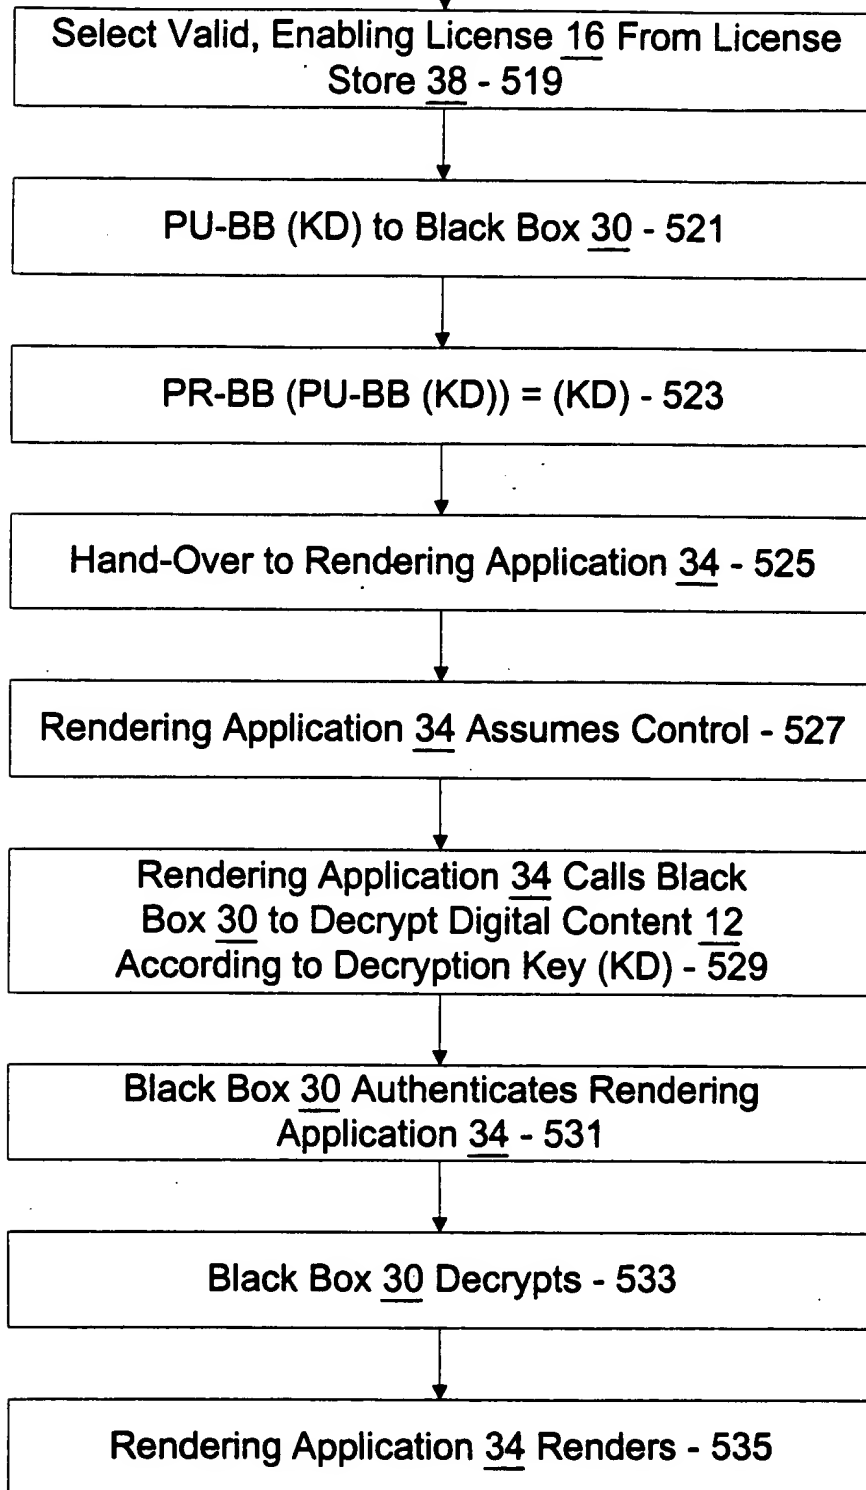 Select Valid, Enabling License 16 From License
Store 38 - 519
PU-BB (KD) to Black Box 30 - 521
PR-BB (PU-BB (KD)) = (KD) - 523
Hand-Over to Rendering Application 34 - 525
Rendering Application 34 Assumes Control - 527
Rendering Application 34 Calls Black
Box 30 to Decrypt Digital Content 12
According to Decryption Key (KD) - 529
Black Box 30 Authenticates Rendering
Application 34 - 531
Black Box 30 Decrypts - 533
Rendering Application 34 Renders - 535